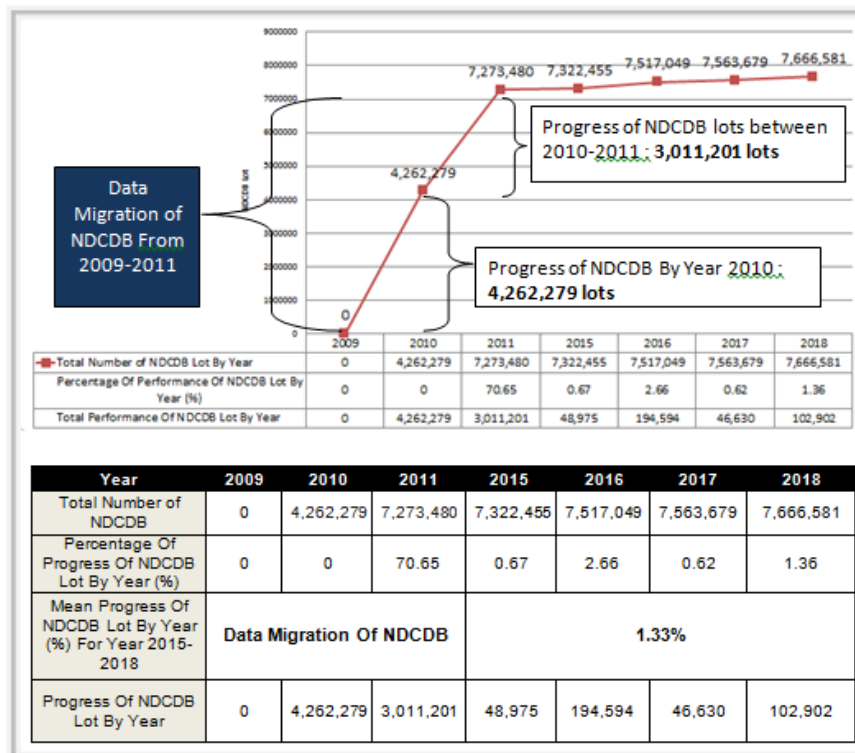 9000000
8000000
7000000
6000000
5000000
4000000
3000000
2000000
1000000
0
NDCDB lot
0
4,262,279
7,273,480
7,322,455
7,517,049
7,563,679
7,666,581
Data
Migration of
NDCDB From
2009-2011
Progress of NDCDB lots between
2010-2011 : 3,011,201 lots
Progress of NDCDB By Year 2010 :
4,262,279 lots
2009 2010 2011 2015 2016 2017 2018
Total Number of NDCDB Lot By Year 0 4,262,279 7,273,480 7,322,455 7,517,049 7,563,679 7,666,581
Percentage Of Performance Of NDCDB Lot By
Year (%) 0 0 70.65 0.67 2.66 0.62 1.36
Total Performance Of NDCDB Lot By Year 0 4,262,279 3,011,201 48,975 194,594 46,630 102,902
Year 2009 2010 2011 2015 2016 2017 2018
Total Number of
NDCDB 0 4,262,279 7,273,480 7,322,455 7,517,049 7,563,679 7,666,581
Percentage Of
Progress Of NDCDB
Lot By Year (%) 0 0 70.65 0.67 2.66 0.62 1.36
Mean Progress Of
NDCDB Lot By Year
(%) For Year 2015-
2018
Data Migration Of NDCDB 1.33%
Progress Of NDCDB
Lot By Year 0 4,262,279 3,011,201 48,975 194,594 46,630 102,902